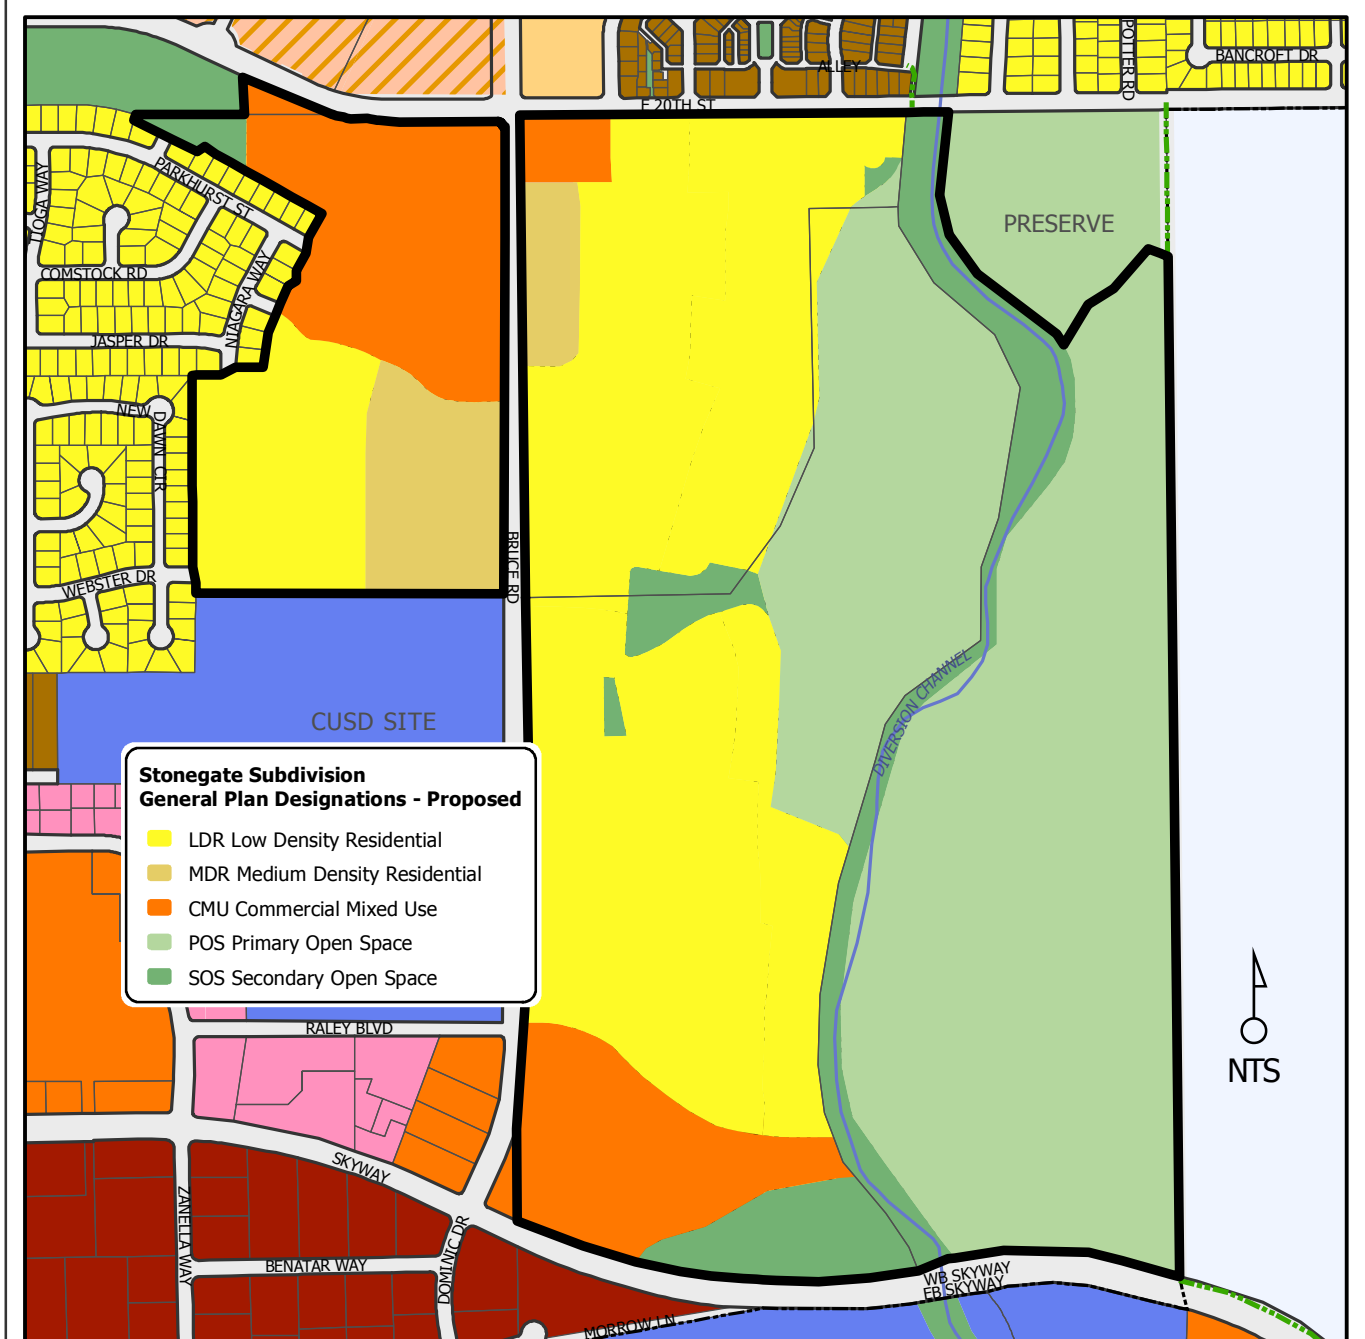 ALLEY
E 20TH ST
POTTER RD
BANCROFT DR
PARKHURST ST
TIOGA WAY
COMSTOCK RD
NIAGARA WAY
JASPER DR
NEW DAWN CIR
WEBSTER DR
PRESERVE
BRUCE RD
DIVERSION CHANNEL
CUSD SITE
Stonegate Subdivision
General Plan Designations - Proposed
LDR Low Density Residential
MDR Medium Density Residential
CMU Commercial Mixed Use
POS Primary Open Space
SOS Secondary Open Space
RALEY BLVD
NTS
SKYWAY
ZANELLA WAY
BENATAR WAY
DOMINIC DR
WB SKYWAY
EB SKYWAY
MORROW LN